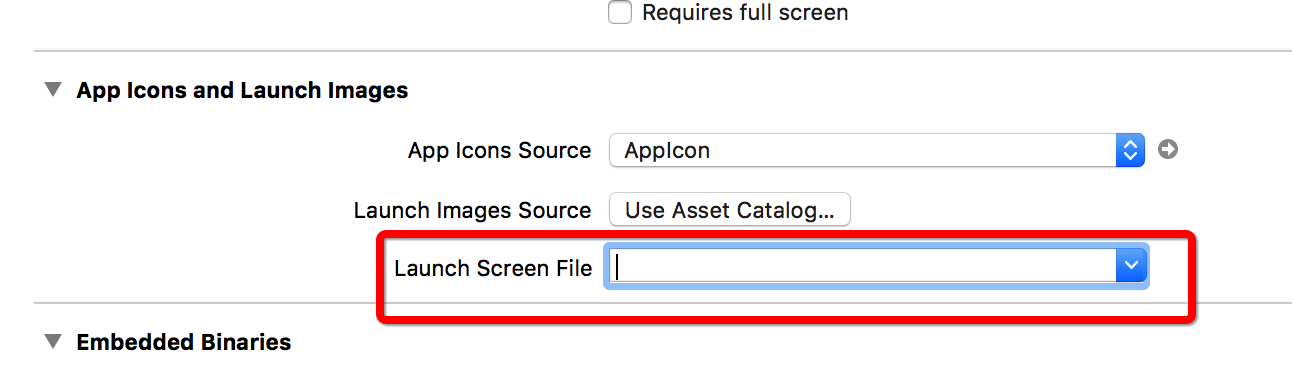 Requires full screen
App Icons and Launch Images
App Icons Source AppIcon
Launch Images Source Use Asset Catalog...
Launch Screen File
Embedded Binaries